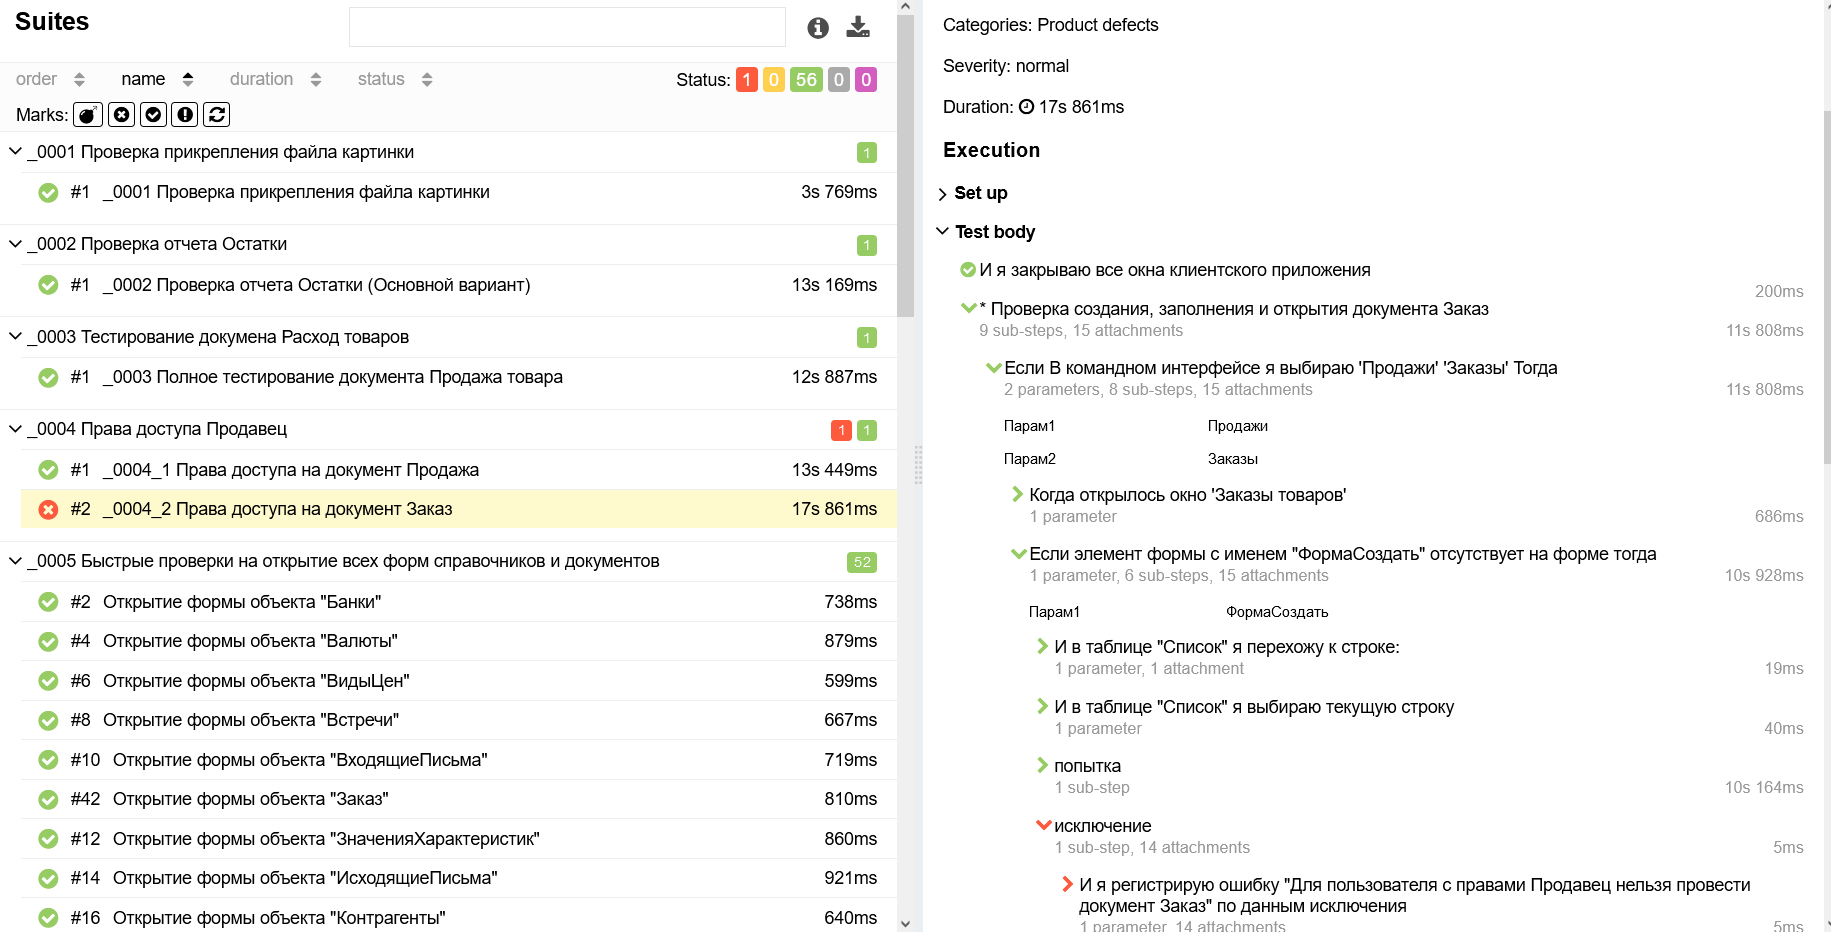 Suites
order name duration status Status: 1 0 56 0 0
Marks:
_0001 Проверка прикрепления файла картинки 1
#1 _0001 Проверка прикрепления файла картинки 3s 769ms
_0002 Проверка отчета Остатки 1
#1 _0002 Проверка отчета Остатки (Основной вариант) 13s 169ms
_0003 Тестирование докумена Расход товаров 1
#1 _0003 Полное тестирование документа Продажа товара 12s 887ms
_0004 Права доступа Продавец 1 1
#1 _0004_1 Права доступа на документ Продажа 13s 449ms
#2 _0004_2 Права доступа на документ Заказ 17s 861ms
_0005 Быстрые проверки на открытие всех форм справочников и документов 52
#2 Открытие формы объекта "Банки" 738ms
#4 Открытие формы объекта "Валюты" 879ms
#6 Открытие формы объекта "ВидыЦен" 599ms
#8 Открытие формы объекта "Встречи" 667ms
#10 Открытие формы объекта "ВходящиеПисьма" 719ms
#42 Открытие формы объекта "Заказ" 810ms
#12 Открытие формы объекта "ЗначенияХарактеристик" 860ms
#14 Открытие формы объекта "ИсходящиеПисьма" 921ms
#16 Открытие формы объекта "Контрагенты" 640ms
Categories: Product defects
Severity: normal
Duration: 17s 861ms
Execution
Set up
Test body
И я закрываю все окна клиентского приложения
200ms
* Проверка создания, заполнения и открытия документа Заказ
9 sub-steps, 15 attachments 11s 808ms
Если В командном интерфейсе я выбираю 'Продажи' 'Заказы' Тогда
2 parameters, 8 sub-steps, 15 attachments 11s 808ms
Парам1 Продажи
Парам2 Заказы
Когда открылось окно 'Заказы товаров'
1 parameter 686ms
Если элемент формы с именем "ФормаСоздать" отсутствует на форме тогда
1 parameter, 6 sub-steps, 15 attachments 10s 928ms
Парам1 ФормаСоздать
И в таблице "Список" я перехожу к строке:
1 parameter, 1 attachment 19ms
И в таблице "Список" я выбираю текущую строку
1 parameter 40ms
попытка
1 sub-step 10s 164ms
исключение
1 sub-step, 14 attachments 5ms
И я регистрирую ошибку "Для пользователя с правами Продавец нельзя провести
документ Заказ" по данным исключения
1 parameter, 14 attachments 5ms